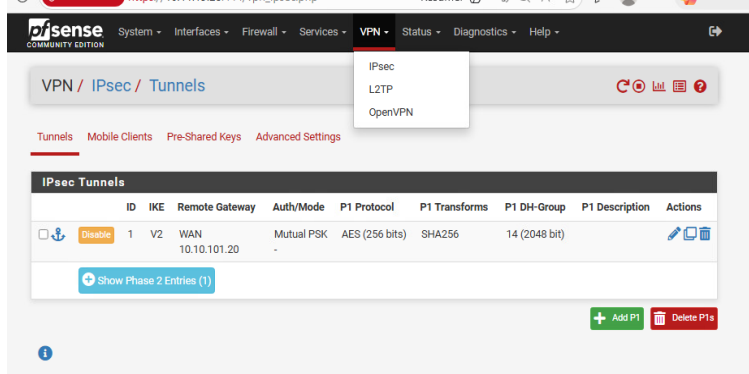 pfsense
COMMUNITY EDITION
System Interfaces Firewall Services VPN Status Diagnostics Help
IPsec
L2TP
OpenVPN
VPN / IPsec / Tunnels
Tunnels Mobile Clients Pre-Shared Keys Advanced Settings
IPsec Tunnels
ID IKE Remote Gateway Auth/Mode P1 Protocol P1 Transforms P1 DH-Group P1 Description Actions
Disable 1 V2 WAN Mutual PSK AES (256 bits) SHA256 14 (2048 bit)
10.10.101.20 -
Show Phase 2 Entries (1)
Add P1 Delete P1s